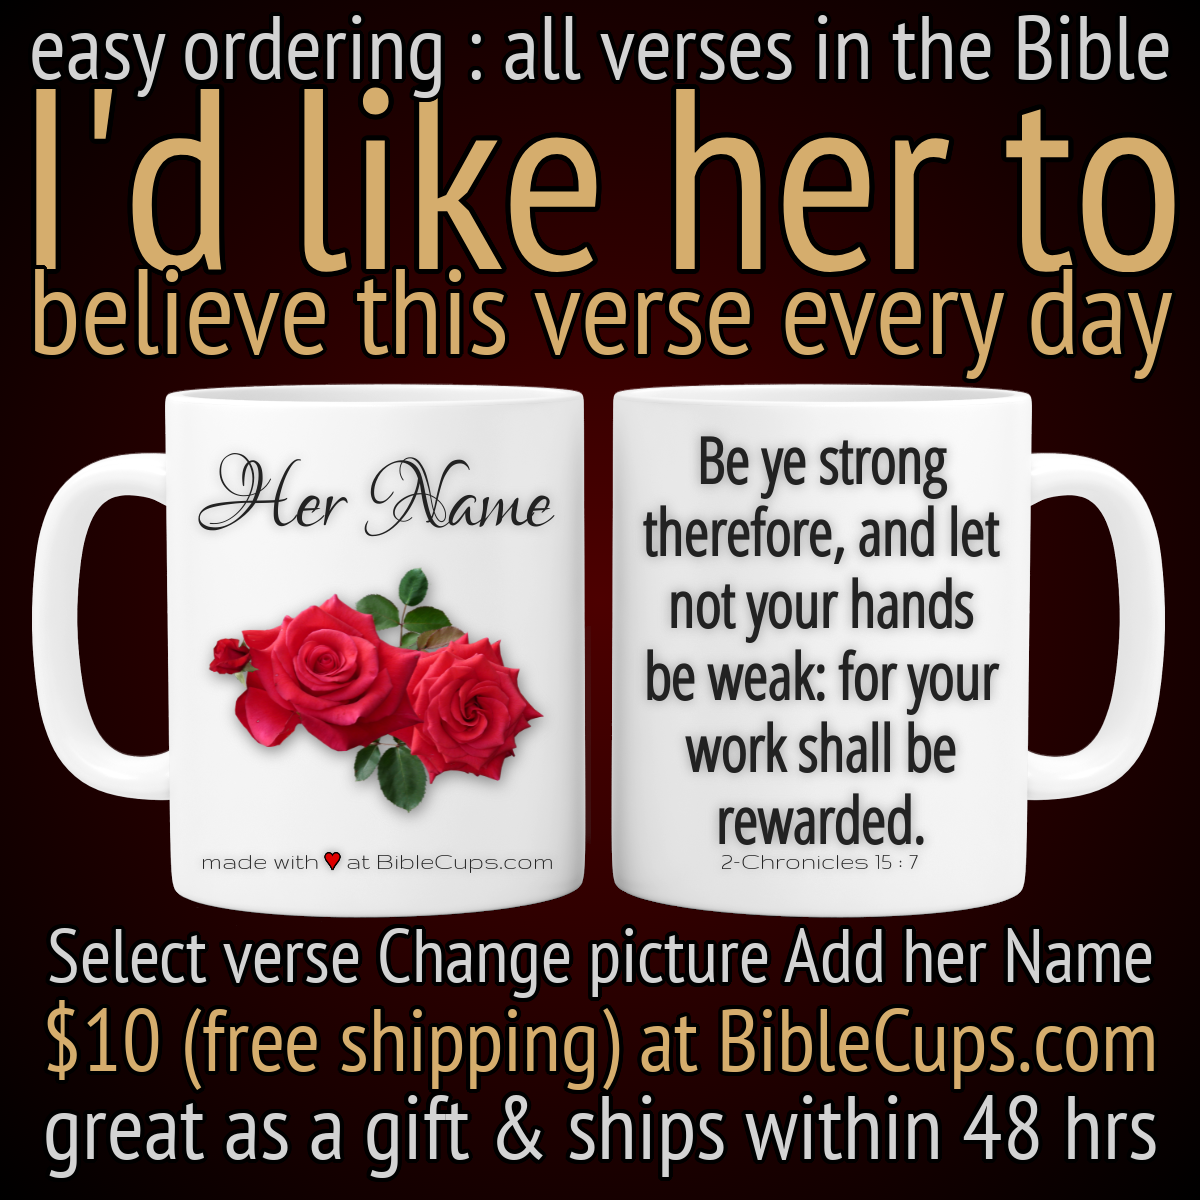 easy ordering : all verses in the Bible
I'd like her to
believe this verse every day
Her Name
made with at BibleCups.com
Be ye strong
therefore, and let
not your hands
be weak: for your
work shall be
rewarded.
2-Chronicles 15 : 7
Select verse Change picture Add her Name
$10 (free shipping) at BibleCups.com
great as a gift & ships within 48 hrs